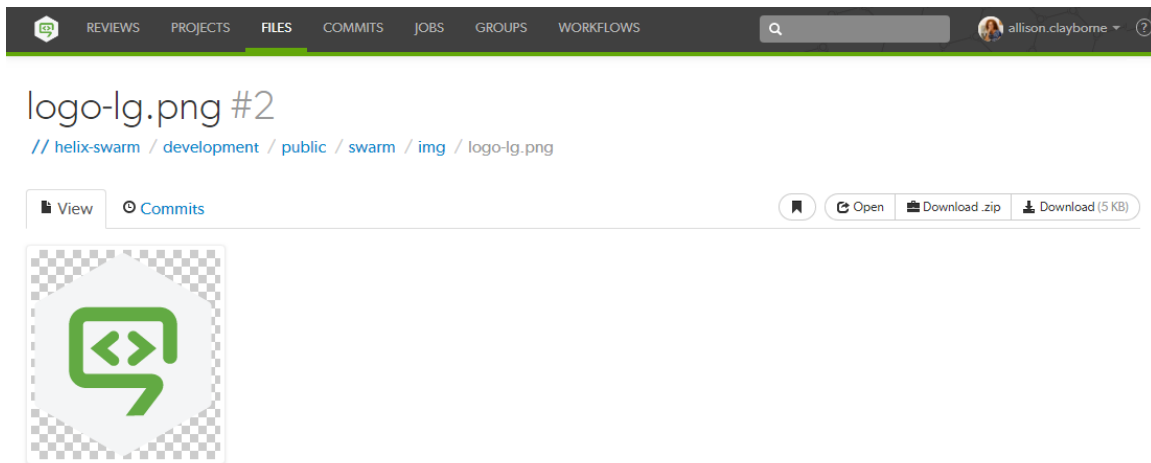 REVIEWS PROJECTS FILES COMMITS JOBS GROUPS WORKFLOWS allison.clayborne ?
logo-lg.png #2
// helix-swarm / development / public / swarm / img / logo-lg.png
View Commits Open Download .zip Download (5 KB)
<>